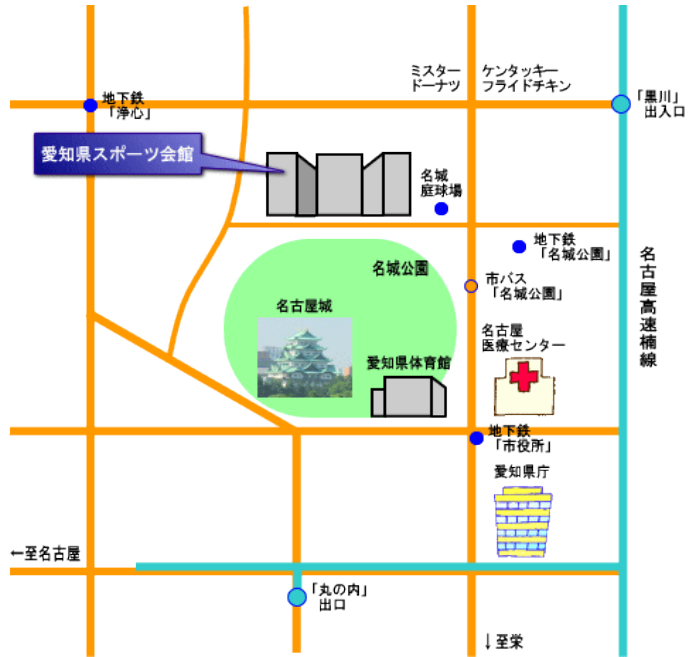 ミスター
ドーナツ
ケンタッキー
フライドチキン
地下鉄
「浄心」
「黒川」
出入口
愛知県スポーツ会館
名城
庭球場
地下鉄
「名城公園」
名古屋高速楠線
名城公園
市バス
「名城公園」
名古屋城
名古屋
医療センター
愛知県体育館
地下鉄
「市役所」
愛知県庁
←至名古屋
「丸の内」
出口
↓至栄